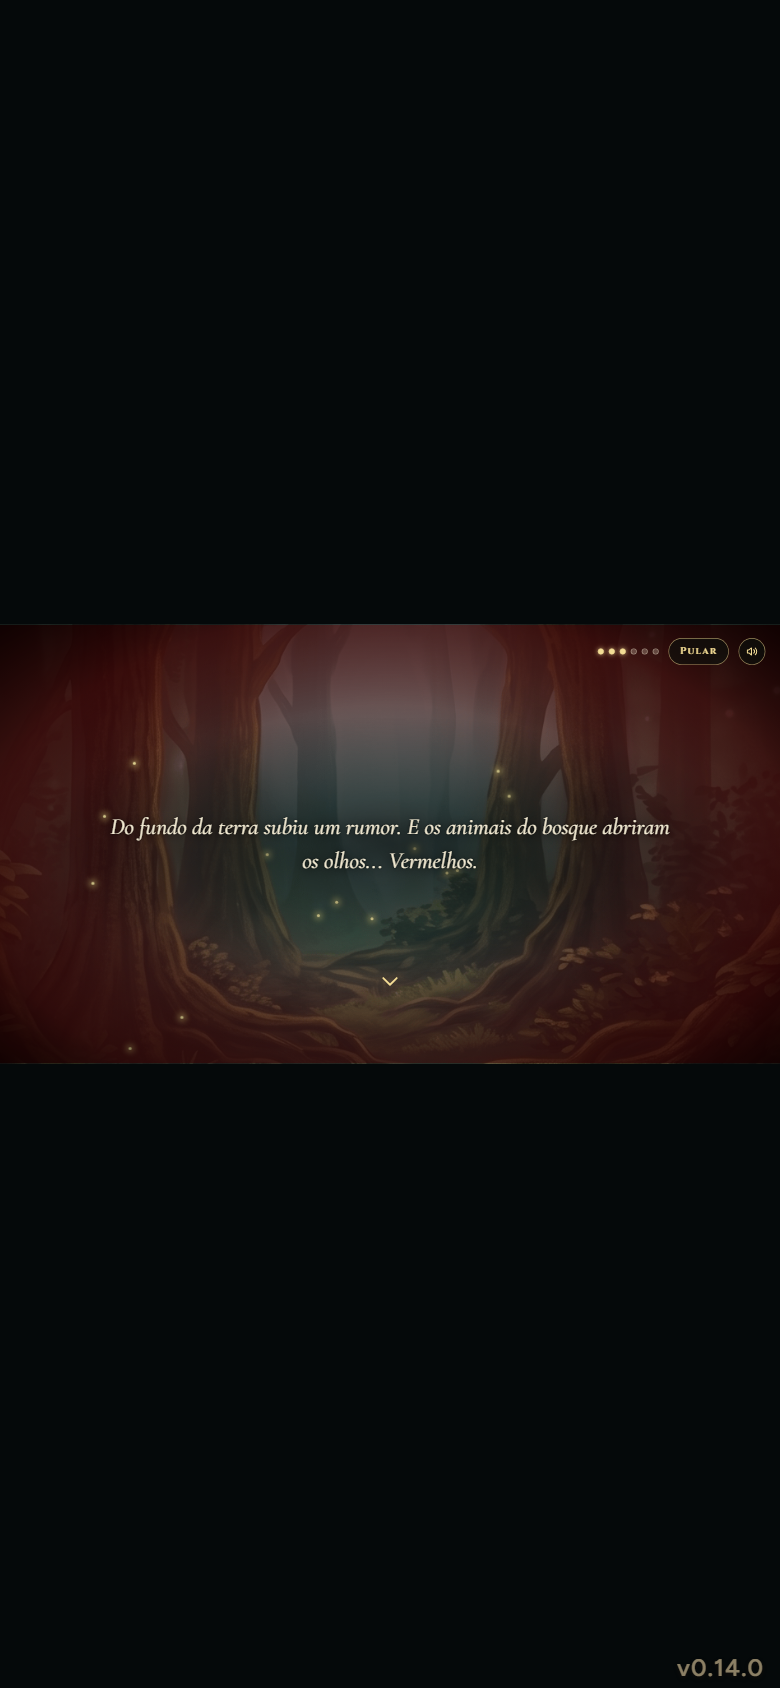 Pular
Do fundo da terra subiu um rumor. E os animais do bosque abriram
os olhos... Vermelhos.
v0.14.0